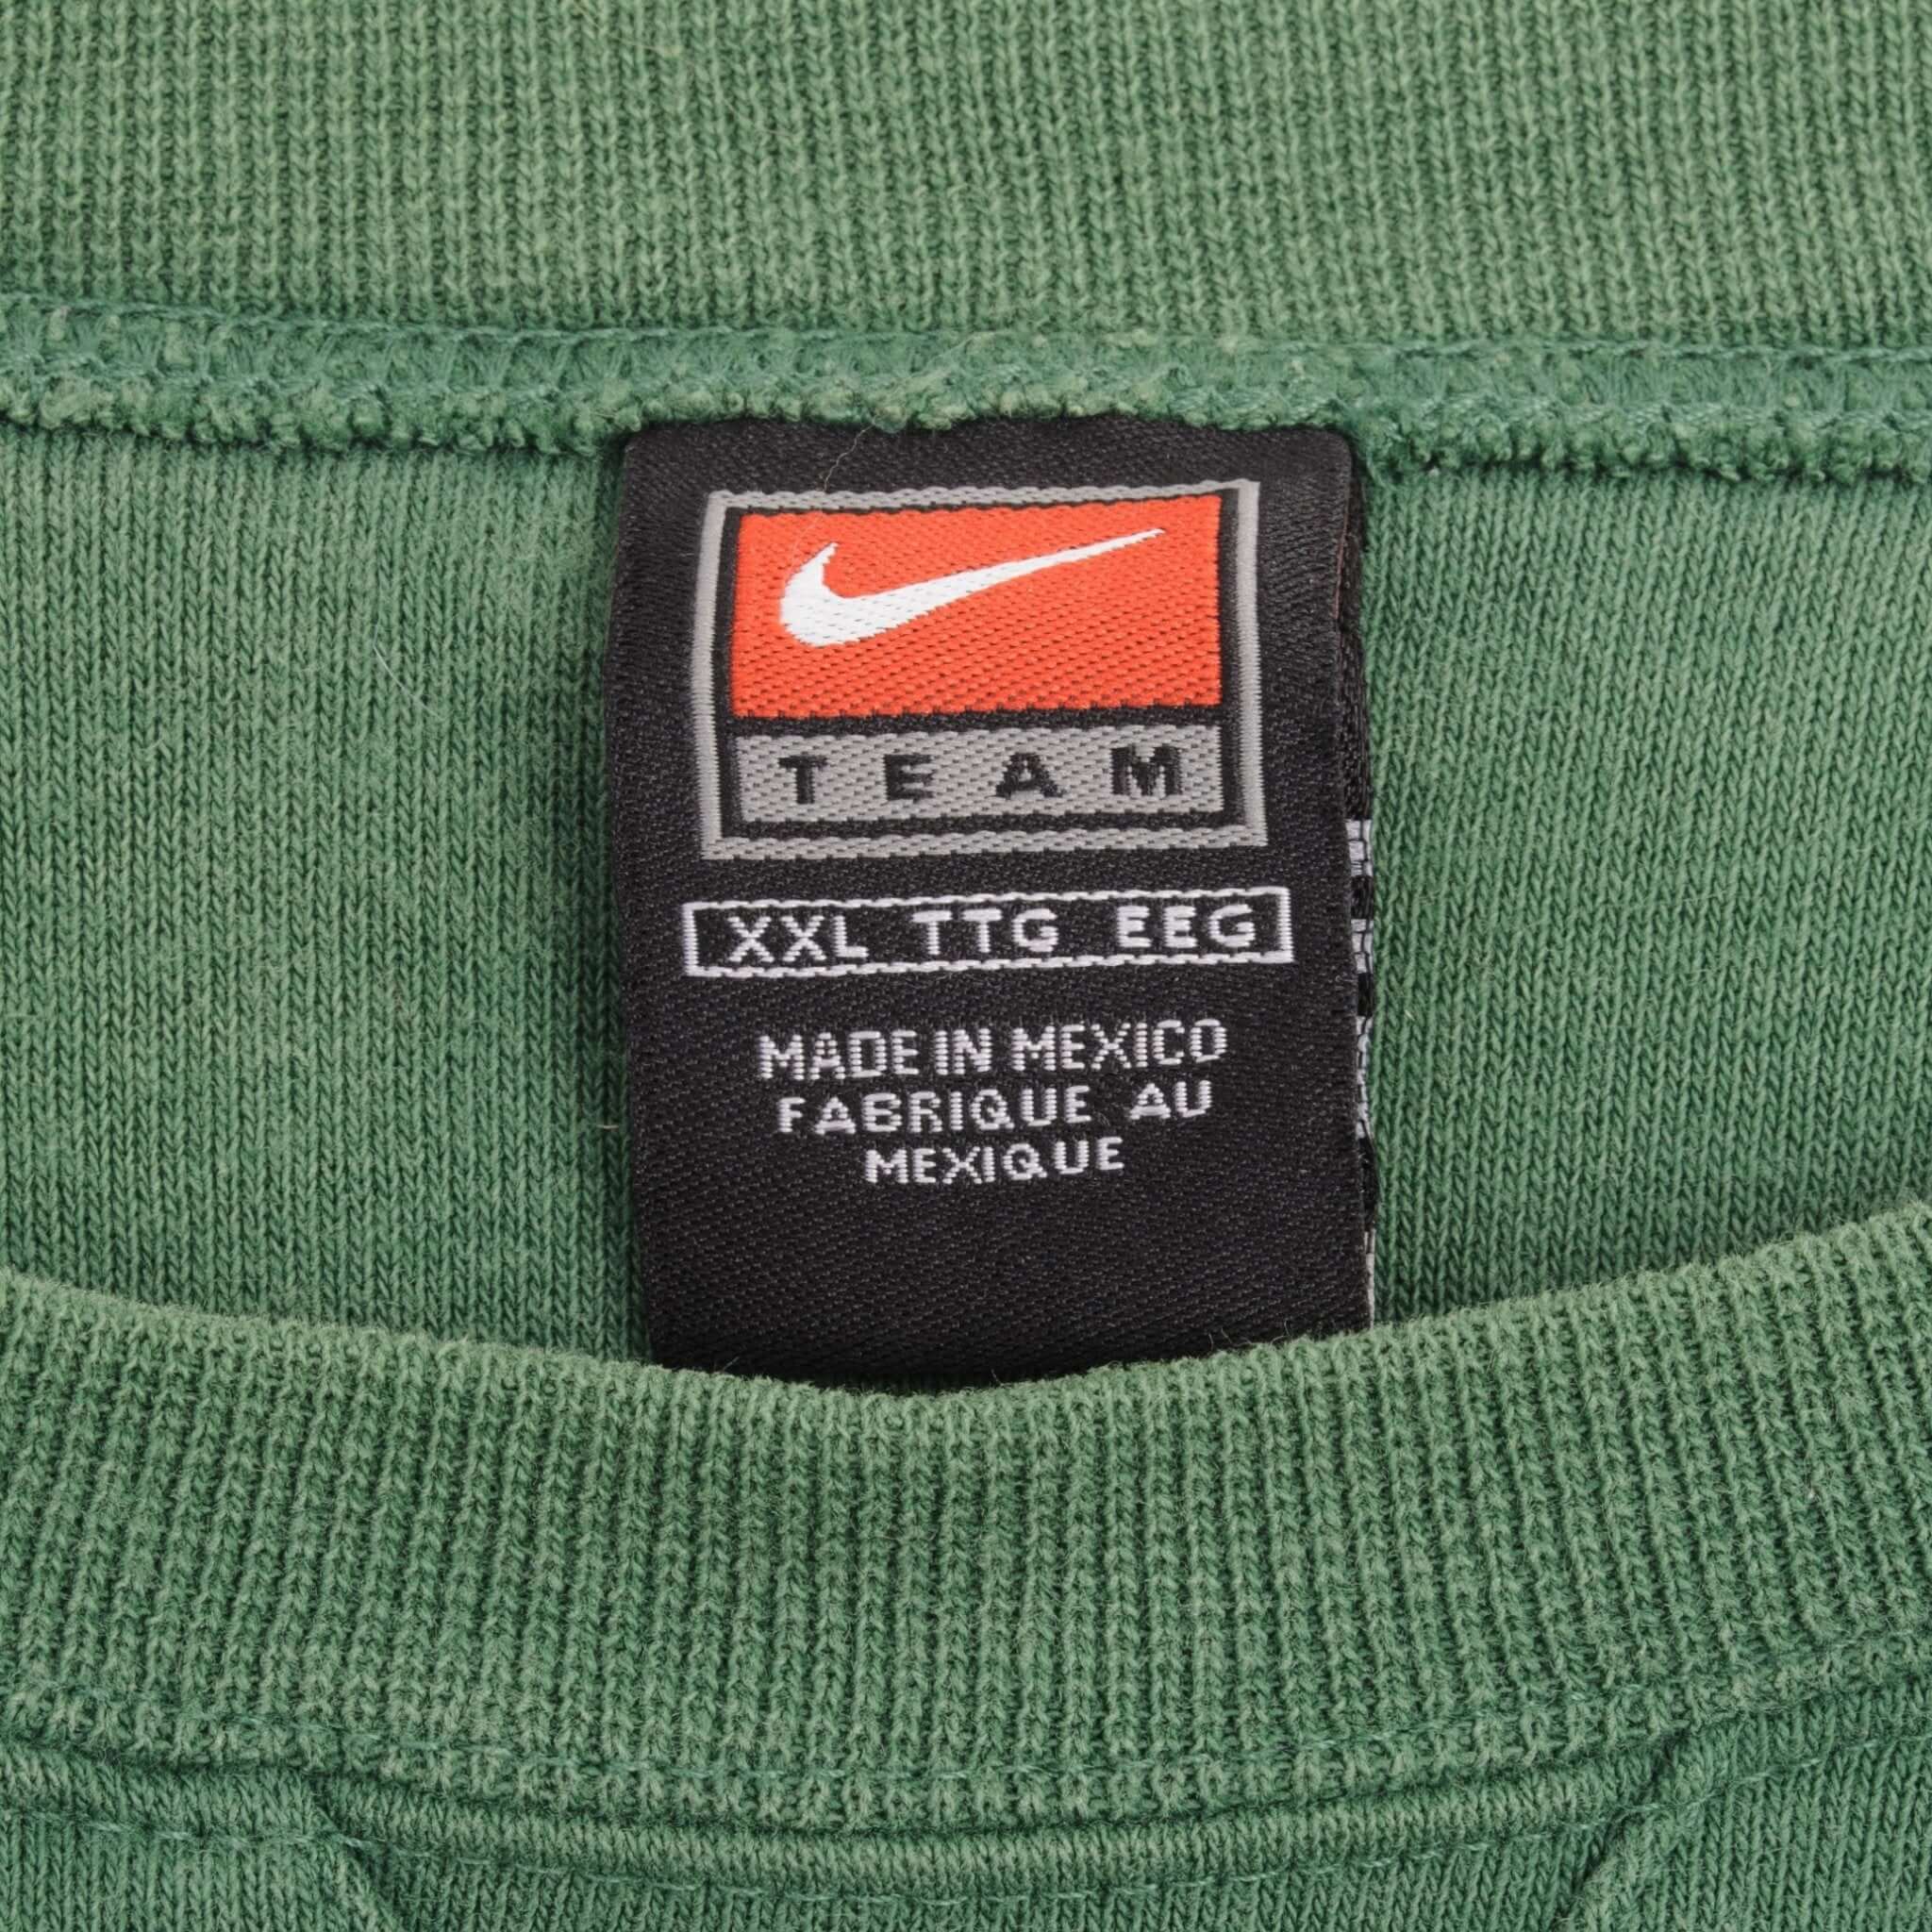 TEAM
XXL TTG EEG
MADE IN MEXICO
FABRIQUE AU
MEXIQUE